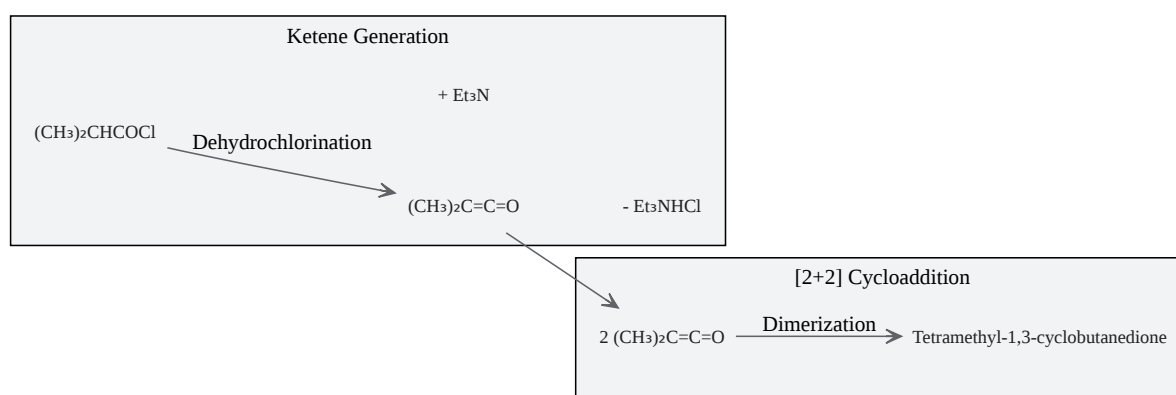 Ketene Generation
+ Et₃N
(CH₃)₂CHCOCl
Dehydrochlorination
(CH₃)₂C=C=O
- Et₃NHCl
[2+2] Cycloaddition
2 (CH₃)₂C=C=O
Dimerization
Tetramethyl-1,3-cyclobutanedione